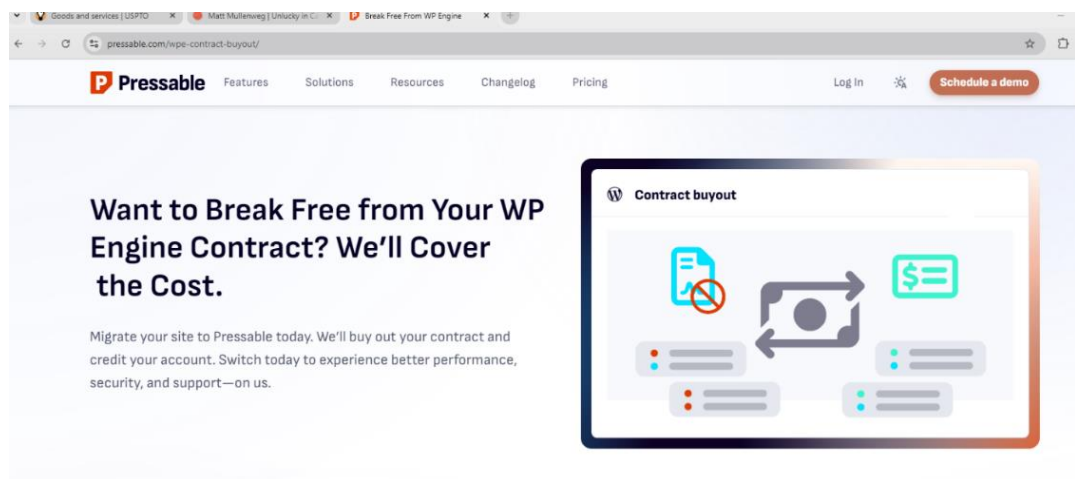 Goods and services | USPTO
Matt Mullenweg | Unlucky in C
Break Free From WP Engine
pressable.com/wpe-contract-buyout/
Pressable Features Solutions Resources Changelog Pricing Log In Schedule a demo
Contract buyout
Want to Break Free from Your WP
Engine Contract? We'll Cover
the Cost.
Migrate your site to Pressable today. We'll buy out your contract and
credit your account. Switch today to experience better performance,
security, and support—on us.